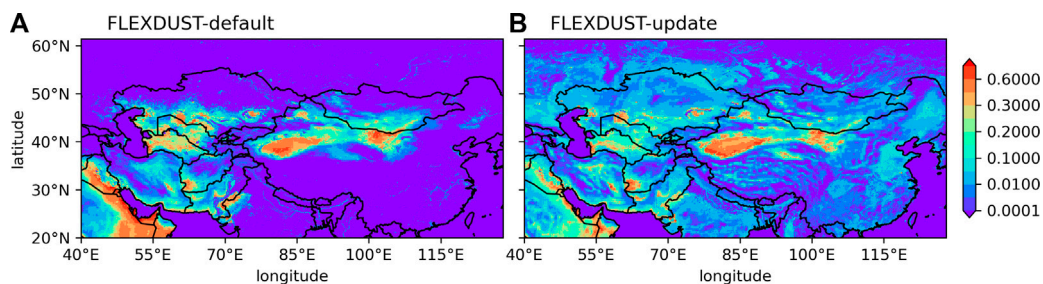 A FLEXDUST-default
B FLEXDUST-update
60°N
50°N
40°N
30°N
20°N
latitude
40°E 55°E 70°E 85°E 100°E 115°E
longitude
40°E 55°E 70°E 85°E 100°E 115°E
longitude
0.6000
0.3000
0.2000
0.1000
0.0100
0.0001